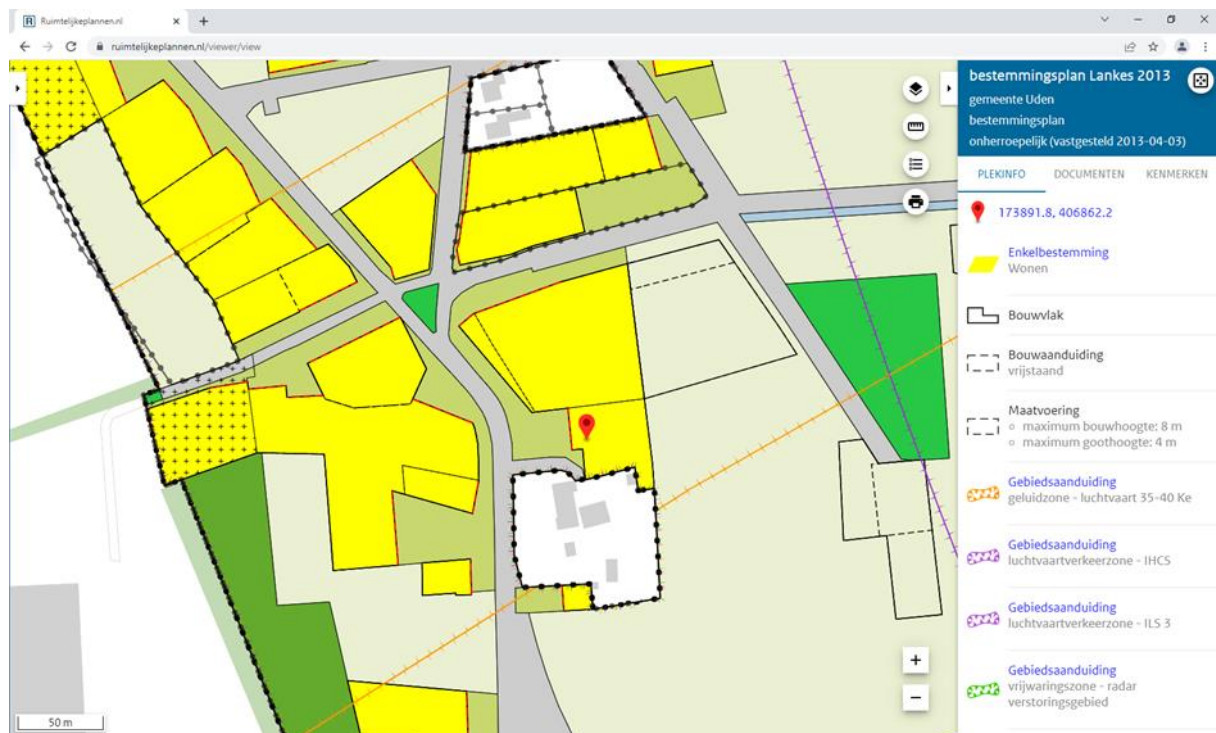 Ruimtelijkeplannen.nl
ruimtelijkeplannen.nl/viewer/view
bestemmingsplan Lankes 2013
gemeente Uden
bestemmingsplan
onherroepelijk (vastgesteld 2013-04-03)
PLEKINFO DOCUMENTEN KENMERKEN
173891.8, 406862.2
Enkelbestemming
Wonen
Bouwvlak
Bouwaanduiding
vrijstaand
Maatvoering
maximum bouwhoogte: 8 m
maximum goothoogte: 4 m
Gebiedsaanduiding
geluidzone - luchtvaart 35-40 Ke
Gebiedsaanduiding
luchtvaartverkeerzone - IHCS
Gebiedsaanduiding
luchtvaartverkeerzone - ILS 3
Gebiedsaanduiding
vrijwaringszone - radar
verstoringsgebied
50 m